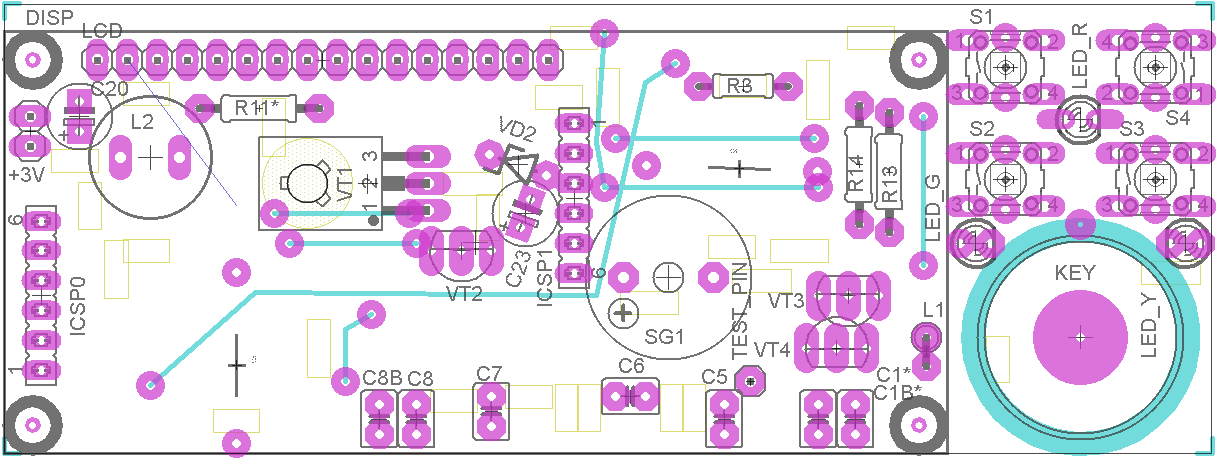 DISP
LCD
S1
LED_R
1 2
4 3
C20
R11*
R3
3 4
2 1
+
L2
VD2
1
S2
S3
S4
+3V
3
2
1
VT1
R14
R13
1 2
1 2
3 4
3 4
6
+
LED_G
C23
ICSP1
6
KEY
VT2
VT3
L1
ICSP0
SG1
TEST_PIN
VT4
LED_Y
1
C8B
C8
C7
C6
C5
C1*
C1B*